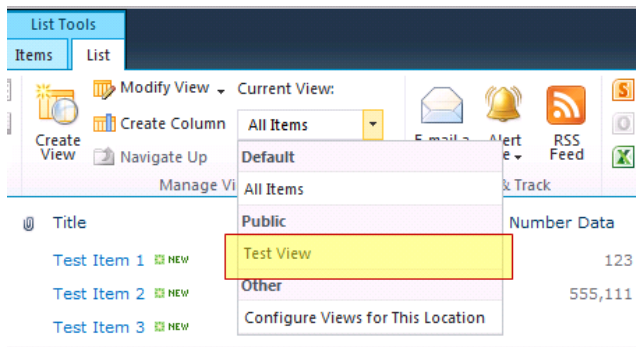 List Tools
Items List
Modify View Current View:
Create Column All Items
Create View
Navigate Up
Alert
RSS Feed
Default
Manage
All Items
Track
Public
Title
Number Data
Test View
Test Item 1 NEW
123
Other
Test Item 2 NEW
555,111
Configure Views for This Location
Test Item 3 NEW